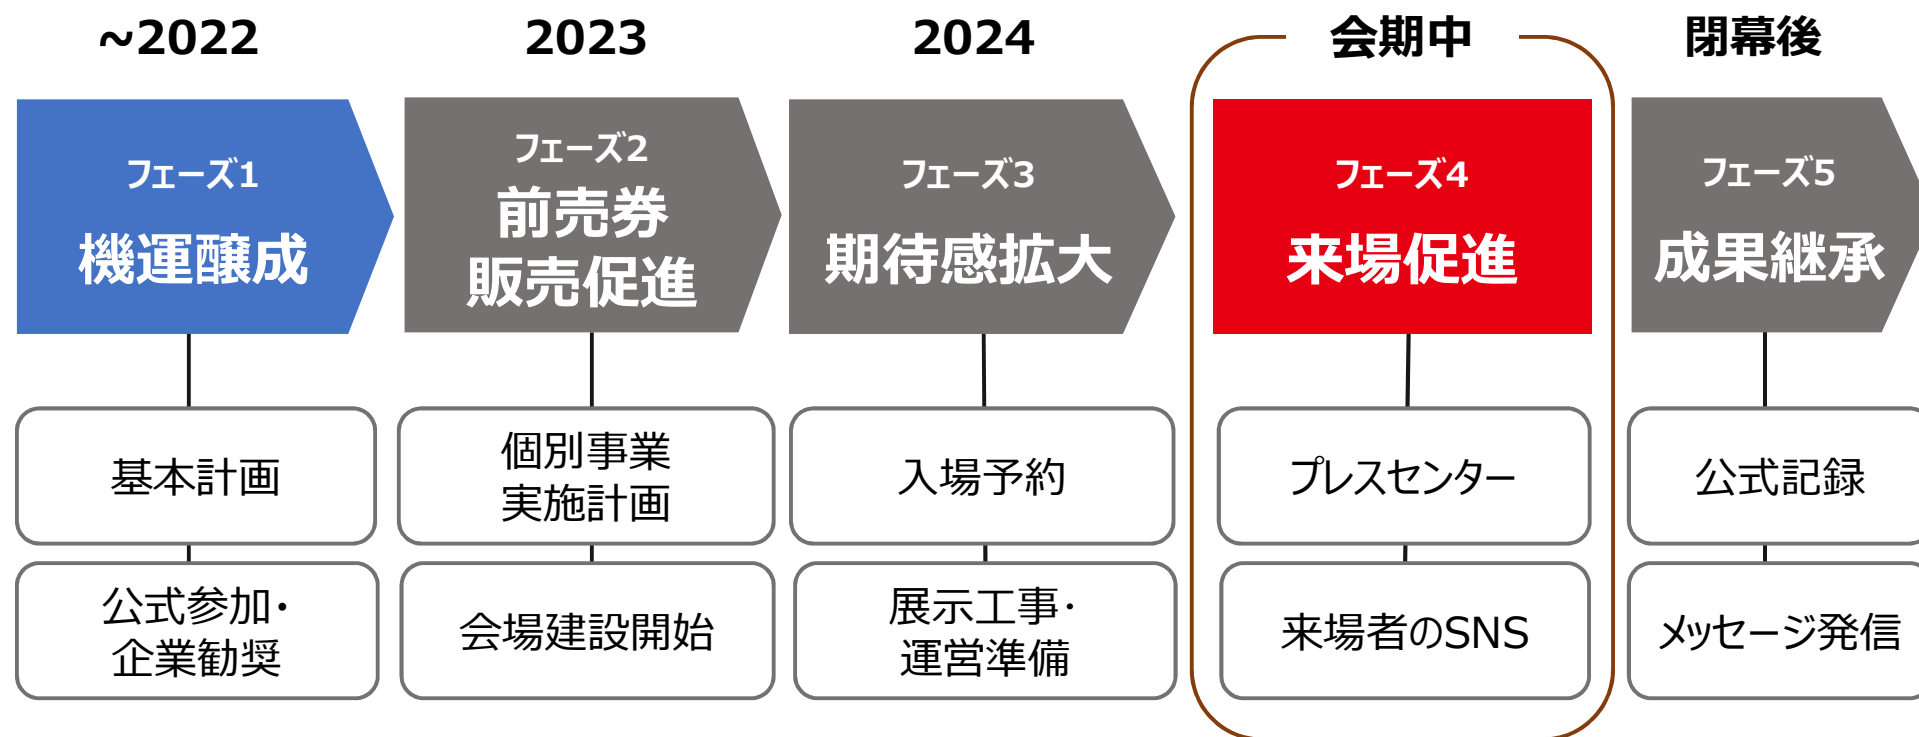 ~2022
2023
2024
会期中
閉幕後
フェーズ1
機運醸成
フェーズ2
前売券
販売促進
フェーズ3
期待感拡大
フェーズ4
来場促進
フェーズ5
成果継承
基本計画
個別事業
実施計画
入場予約
プレスセンター
公式記録
公式参加・
企業勧奨
会場建設開始
展示工事・
運営準備
来場者のSNS
メッセージ発信